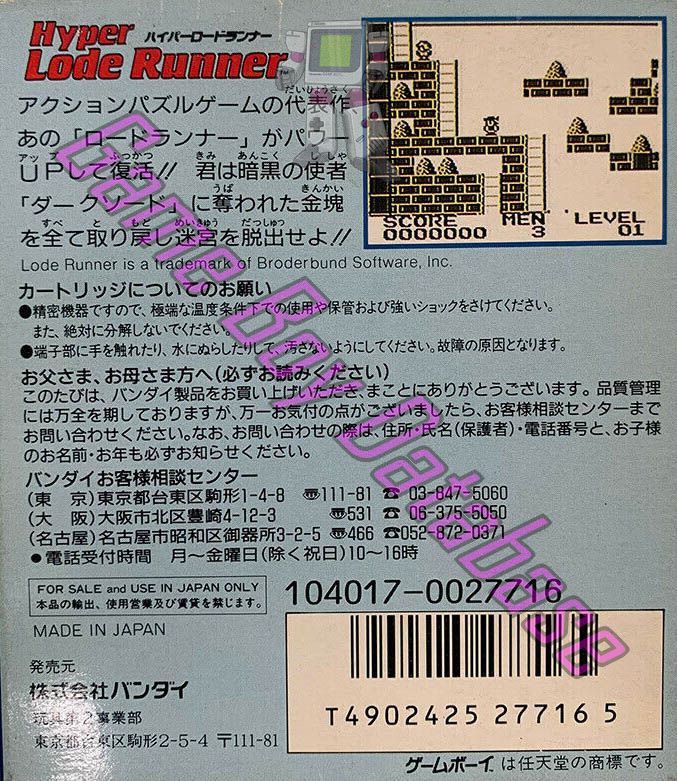 Hyper ハイパーロードランナー
Lode Runner™
アクションパズルゲームの代表作
あの「ロードランナー」がパワー
UPして復活!! 君は暗黒の使者
「ダークロード」に奪われた金塊
を全て取り戻し迷宮を脱出せよ!!
SCORE MEN LEVEL
0000000 3 01
Lode Runner is a trademark of Broderbund Software, Inc.
カートリッジについてのお願い
●精密機器ですので、極端な温度条件下での使用や保管および強いショックをさけてください。
また、絶対に分解しないでください。
●端子部に手を触れたり、水にぬらしたりして、汚さないようにしてください。故障の原因となります。
お父さま、お母さま方へ(必ずお読みください)
このたびは、バンダイ製品をお買い上げいただき、まことにありがとうございます。品質管理
には万全を期しておりますが、万一お気付の点がございましたら、お客様相談センターまで
お問い合わせください。なお、お問い合わせの際は、住所・氏名(保護者)・電話番号と、お子様
のお名前・お年も必ずお知らせください。
バンダイお客様相談センター
(東 京)東京都台東区駒形1-4-8 〠111-81 ☎ 03-847-5060
(大 阪)大阪市北区豊崎4-12-3 〠531 ☎ 06-375-5050
(名古屋)名古屋市昭和区御器所3-2-5 〠466 ☎052-872-0371
●電話受付時間 月〜金曜日(除く祝日)10〜16時
FOR SALE and USE IN JAPAN ONLY
本品の輸出、使用営業及び賃貸を禁じます。
104017-0027716
MADE IN JAPAN
発売元
株式会社バンダイ
玩具第2事業部
東京都台東区駒形2-5-4 〒111-81
T4902425 27716 5
ゲームボーイ™は任天堂の商標です。
Game Boy Database